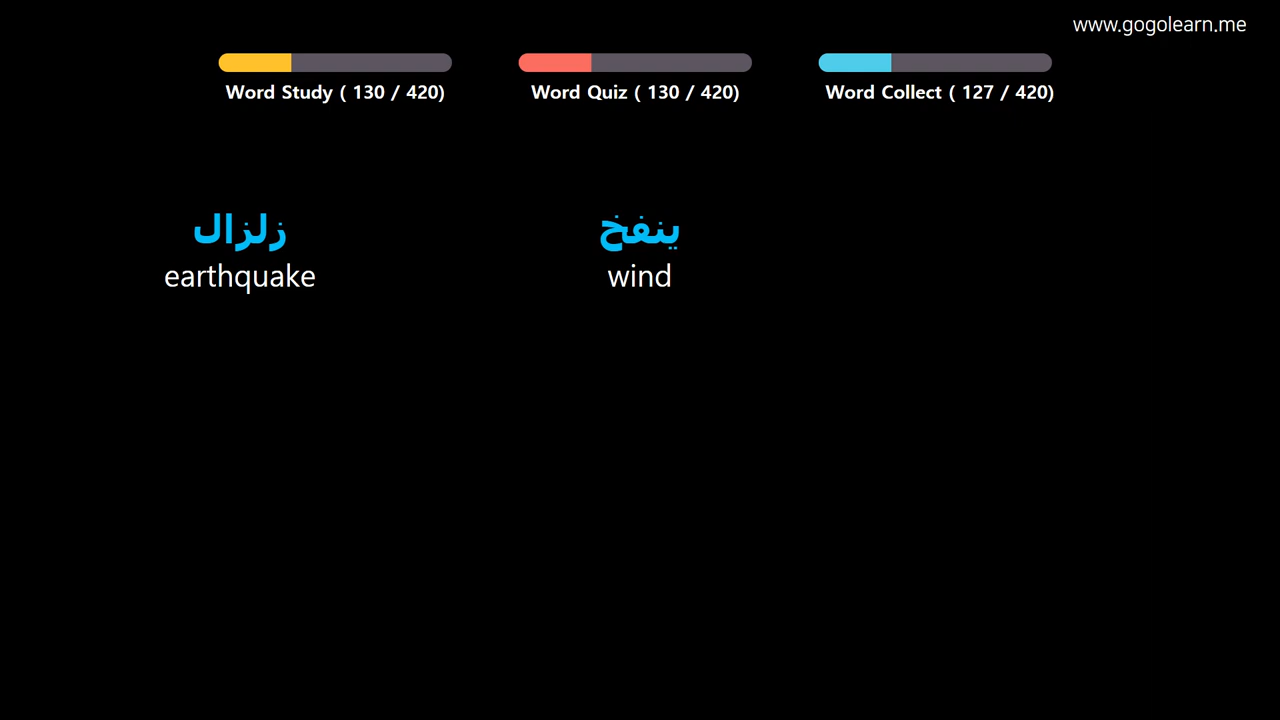 www.gogolearn.me
Word Study ( 130 / 420)
Word Quiz ( 130 / 420)
Word Collect ( 127 / 420)
زلزال
earthquake
ينفخ
wind